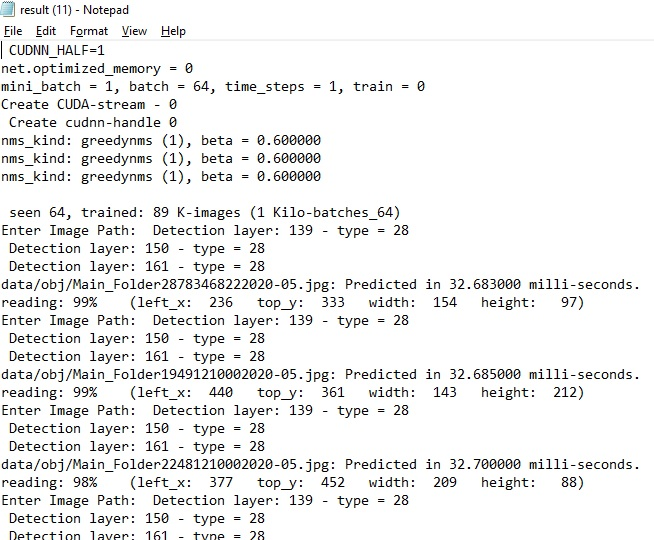 result (11) - Notepad
File Edit Format View Help
CUDNN_HALF=1
net.optimized_memory = 0
mini_batch = 1, batch = 64, time_steps = 1, train = 0
Create CUDA-stream - 0
Create cudnn-handle 0
nms_kind: greedynms (1), beta = 0.600000
nms_kind: greedynms (1), beta = 0.600000
nms_kind: greedynms (1), beta = 0.600000
seen 64, trained: 89 K-images (1 Kilo-batches_64)
Enter Image Path:  Detection layer: 139 - type = 28
Detection layer: 150 - type = 28
Detection layer: 161 - type = 28
data/obj/Main_Folder28783468222020-05.jpg: Predicted in 32.683000 milli-seconds.
reading: 99%    (left_x:  236   top_y:  333   width:  154   height:   97)
Enter Image Path:  Detection layer: 139 - type = 28
Detection layer: 150 - type = 28
Detection layer: 161 - type = 28
data/obj/Main_Folder19491210002020-05.jpg: Predicted in 32.685000 milli-seconds.
reading: 99%    (left_x:  440   top_y:  361   width:  143   height:  212)
Enter Image Path:  Detection layer: 139 - type = 28
Detection layer: 150 - type = 28
Detection layer: 161 - type = 28
data/obj/Main_Folder22481210002020-05.jpg: Predicted in 32.700000 milli-seconds.
reading: 98%    (left_x:  377   top_y:  452   width:  209   height:   88)
Enter Image Path:  Detection layer: 139 - type = 28
Detection layer: 150 - type = 28
Detection layer: 161 - type = 28